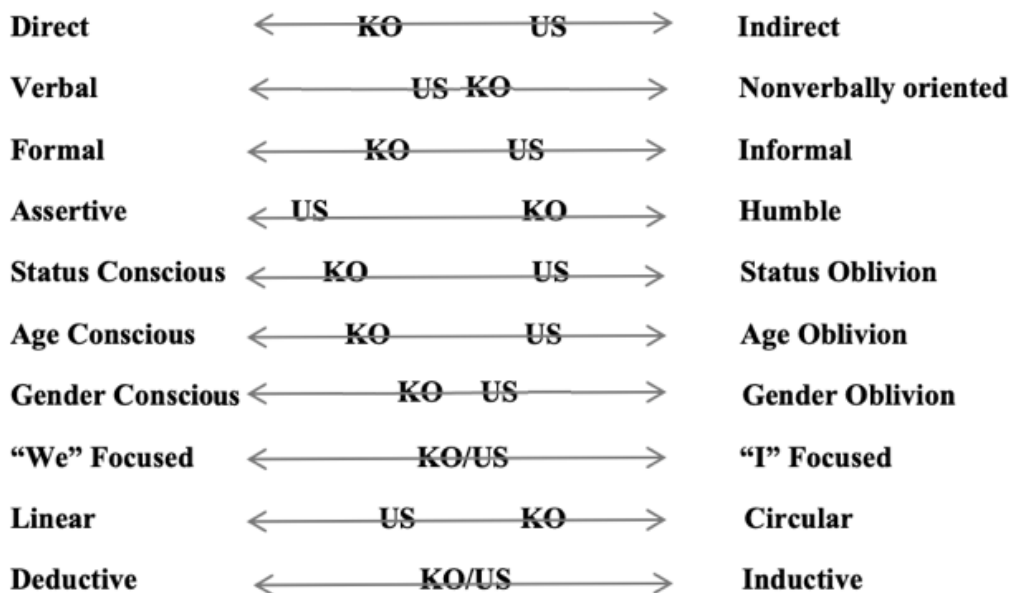 Direct KO US Indirect
Verbal US KO Nonverbally oriented
Formal KO US Informal
Assertive US KO Humble
Status Conscious KO US Status Oblivion
Age Conscious KO US Age Oblivion
Gender Conscious KO US Gender Oblivion
“We” Focused KO/US “I” Focused
Linear US KO Circular
Deductive KO/US Inductive